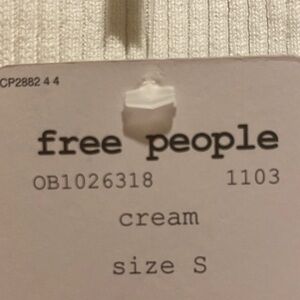 CP2882 4 4
free people
OB1026318 1103
cream
size S